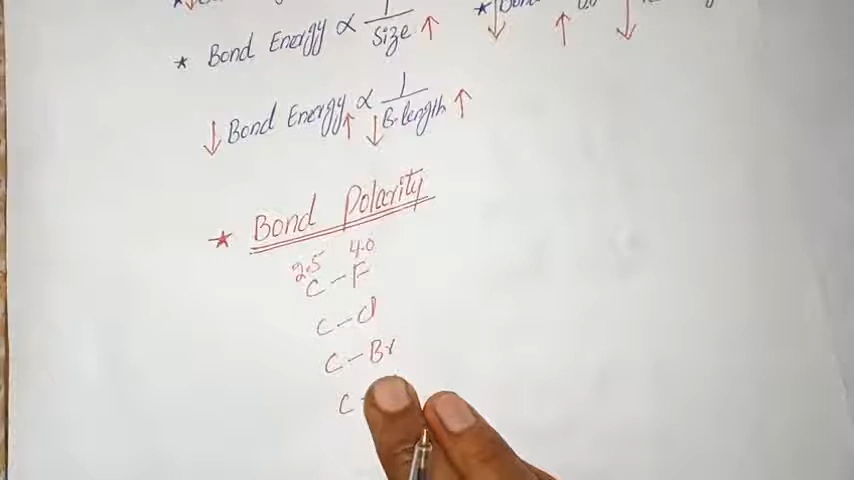 * Bond Energy ∝ 1/Size ↑
↓ Bond Energy ↑ ∝ 1/↓ B.length ↑
* Bond Polarity
2.5 4.0
C - F
C - Cl
C - Br
C -